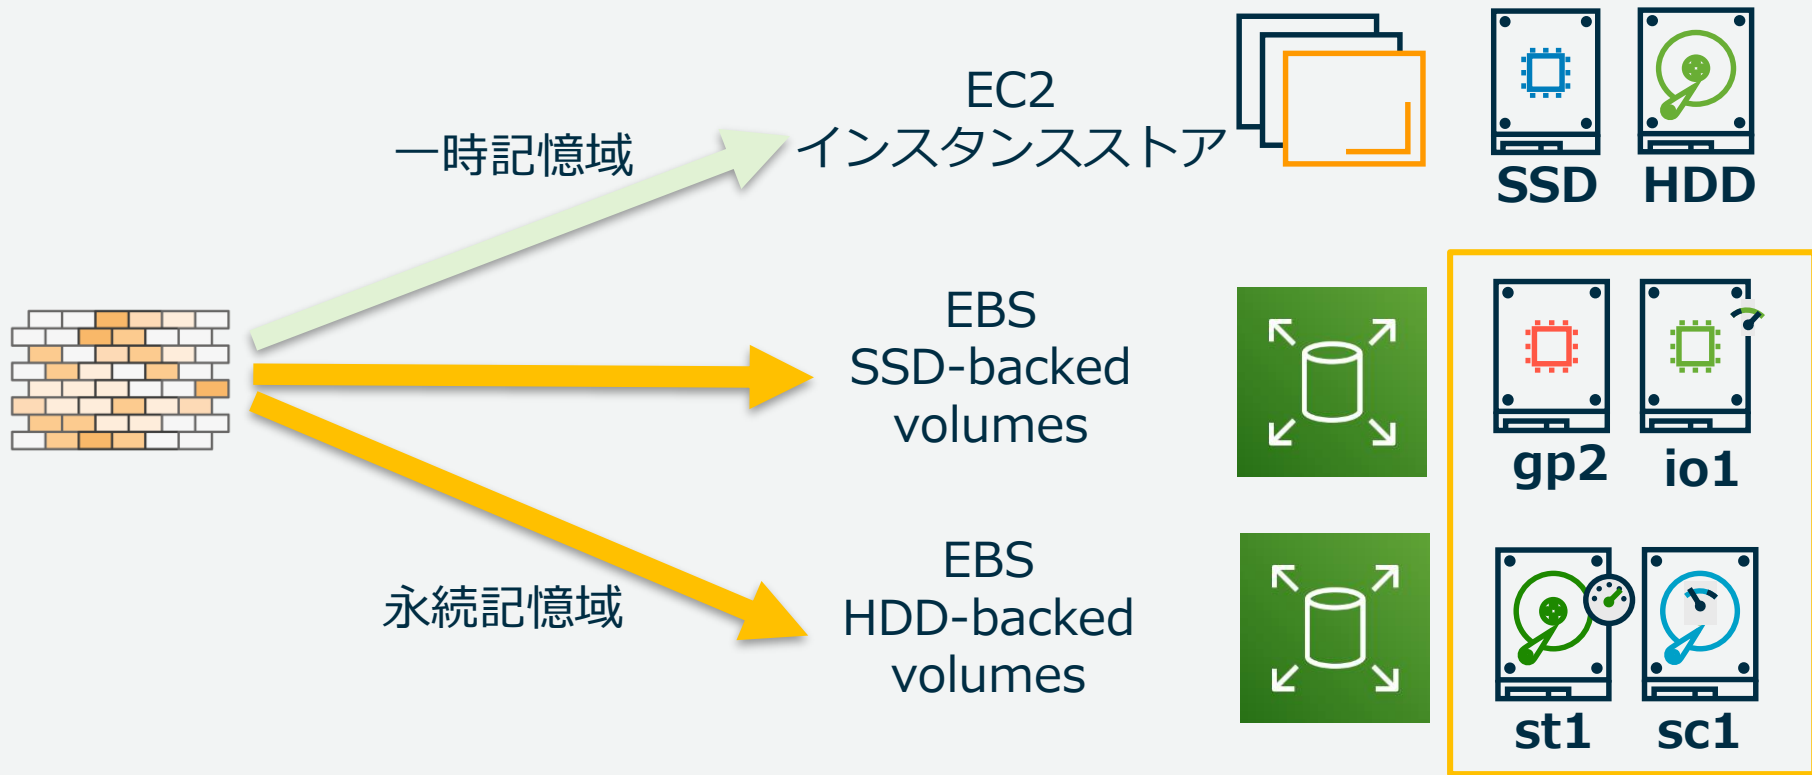 一時記憶域
EC2
インスタンスストア
SSD HDD
EBS
SSD-backed
volumes
gp2 io1
永続記憶域
EBS
HDD-backed
volumes
st1 sc1